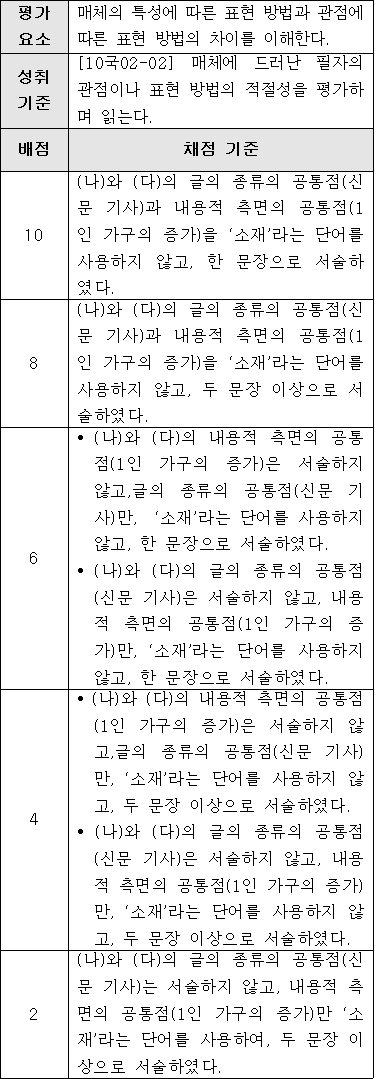 평가
요소
매체의 특성에 따른 표현 방법과 관점에
따른 표현 방법의 차이를 이해한다.
성취
기준
[10국02-02] 매체에 드러난 필자의
관점이나 표현 방법의 적절성을 평가하
며 읽는다.
배점
채점 기준
10
(나)와 (다)의 글의 종류의 공통점(신
문 기사)과 내용적 측면의 공통점(1
인 가구의 증가)을 '소재'라는 단어를
사용하지 않고, 한 문장으로 서술하
였다.
8
(나)와 (다)의 글의 종류의 공통점(신
문 기사)과 내용적 측면의 공통점(1
인 가구의 증가)을 '소재'라는 단어를
사용하지 않고, 두 문장 이상으로 서
술하였다.
6
• (나)와 (다)의 내용적 측면의 공통
점(1인 가구의 증가)은 서술하지
않고,글의 종류의 공통점(신문 기
사)만, '소재'라는 단어를 사용하지
않고, 한 문장으로 서술하였다.
• (나)와 (다)의 글의 종류의 공통점
(신문 기사)은 서술하지 않고, 내용
적 측면의 공통점(1인 가구의 증
가)만, '소재'라는 단어를 사용하지
않고, 한 문장으로 서술하였다.
4
• (나)와 (다)의 내용적 측면의 공통점
(1인 가구의 증가)은 서술하지 않
고,글의 종류의 공통점(신문 기사)
만, '소재'라는 단어를 사용하지 않
고, 두 문장 이상으로 서술하였다.
• (나)와 (다)의 글의 종류의 공통점
(신문 기사)은 서술하지 않고, 내용
적 측면의 공통점(1인 가구의 증가)
만, '소재'라는 단어를 사용하지 않
고, 두 문장 이상으로 서술하였다.
2
(나)와 (다)의 글의 종류의 공통점(신
문 기사)는 서술하지 않고, 내용적 측
면의 공통점(1인 가구의 증가)만 '소
재'라는 단어를 사용하여, 두 문장 이
상으로 서술하였다.